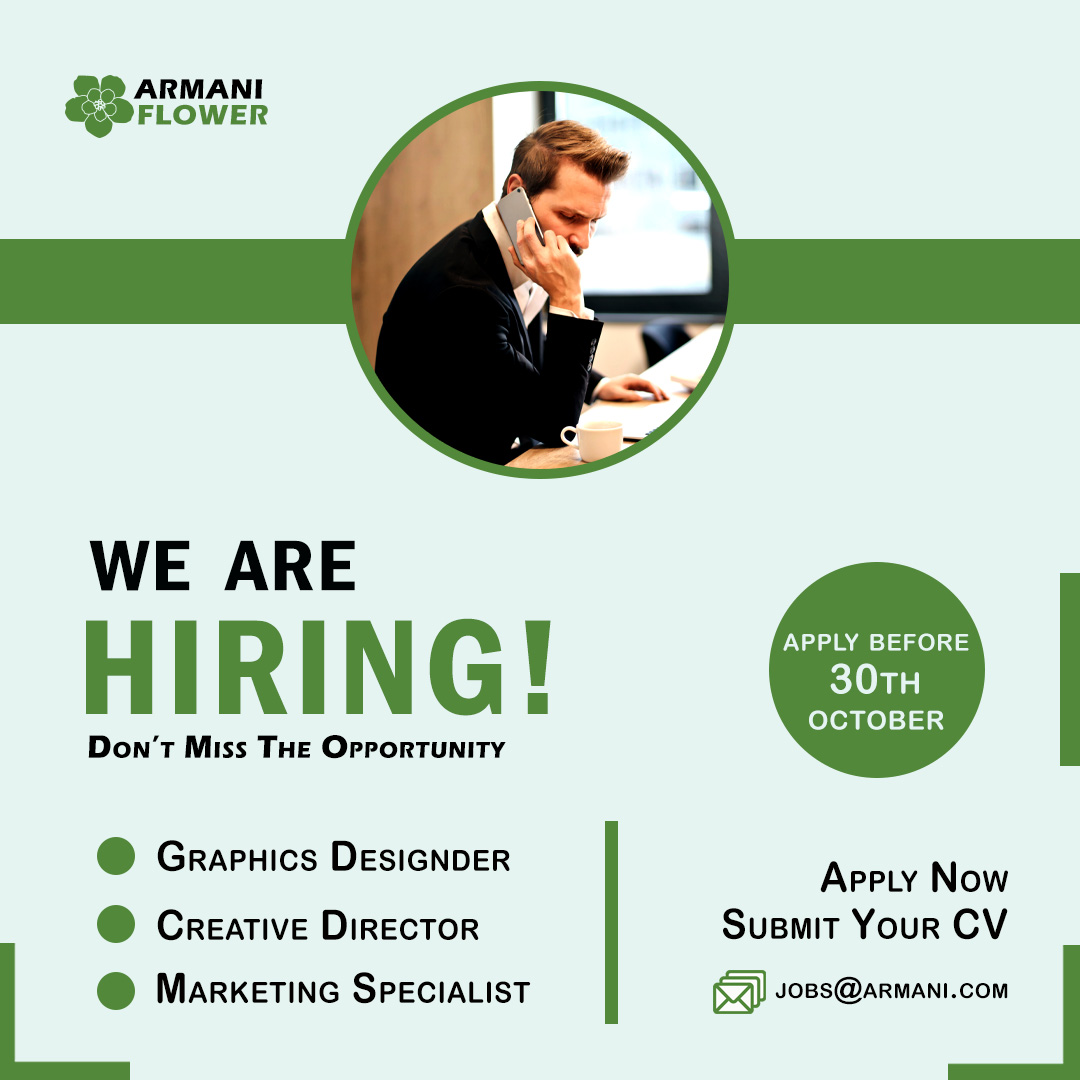 ARMANI
FLOWER
WE ARE
HIRING!
Don't Miss The Opportunity
APPLY BEFORE
30TH
OCTOBER
Graphics Designder
Creative Director
Marketing Specialist
Apply Now
Submit Your CV
JOBS@ARMANI.COM